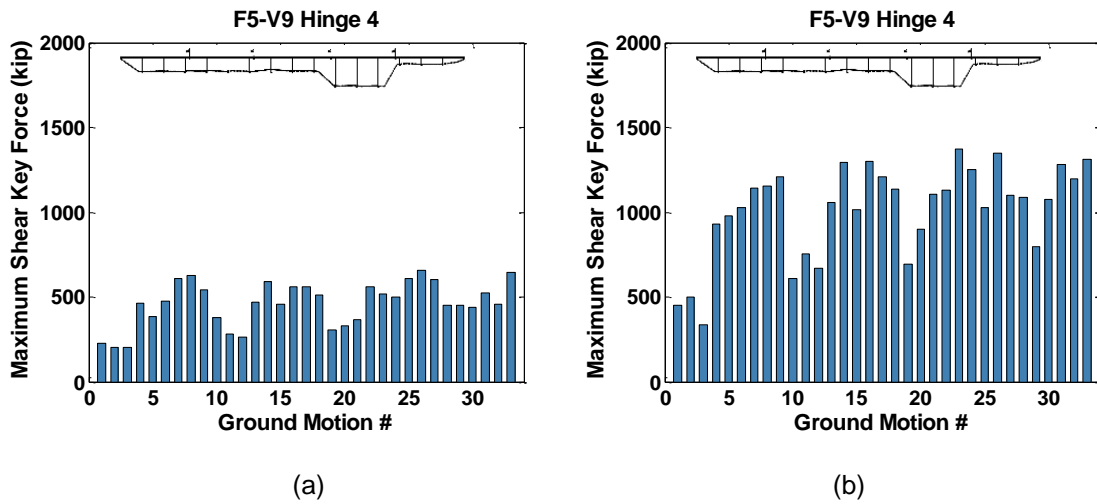 F5-V9 Hinge 4
2000
1500
1000
500
0
Maximum Shear Key Force (kip)
0 5 10 15 20 25 30
Ground Motion #
(a)
F5-V9 Hinge 4
2000
1500
1000
500
0
Maximum Shear Key Force (kip)
0 5 10 15 20 25 30
Ground Motion #
(b)